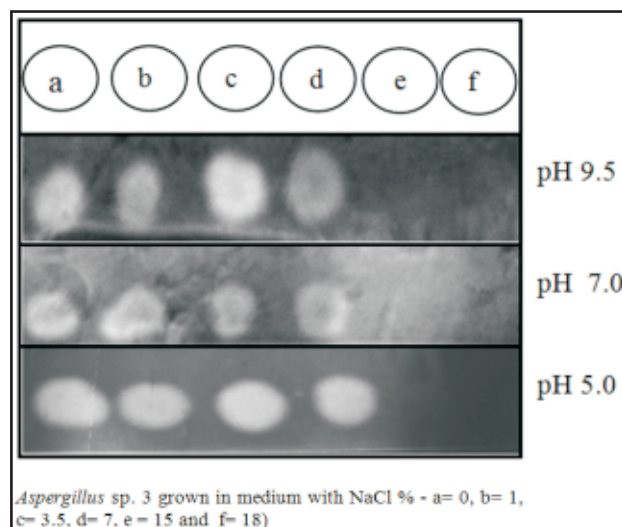 a b c d e f
pH 9.5
pH 7.0
pH 5.0
Aspergillus sp. 3 grown in medium with NaCl % - a= 0, b= 1,
c= 3.5, d= 7, e = 15 and f= 18)